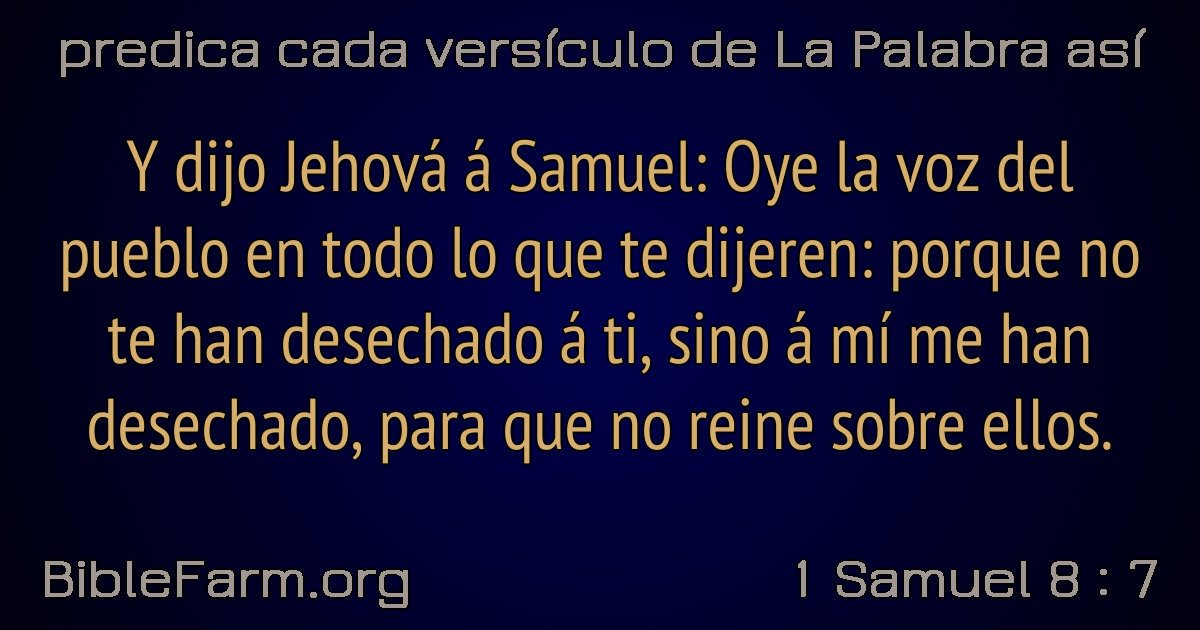 predica cada versículo de La Palabra así
Y dijo Jehová á Samuel: Oye la voz del
pueblo en todo lo que te dijeren: porque no
te han desechado á ti, sino á mí me han
desechado, para que no reine sobre ellos.
BibleFarm.org
1 Samuel 8 : 7